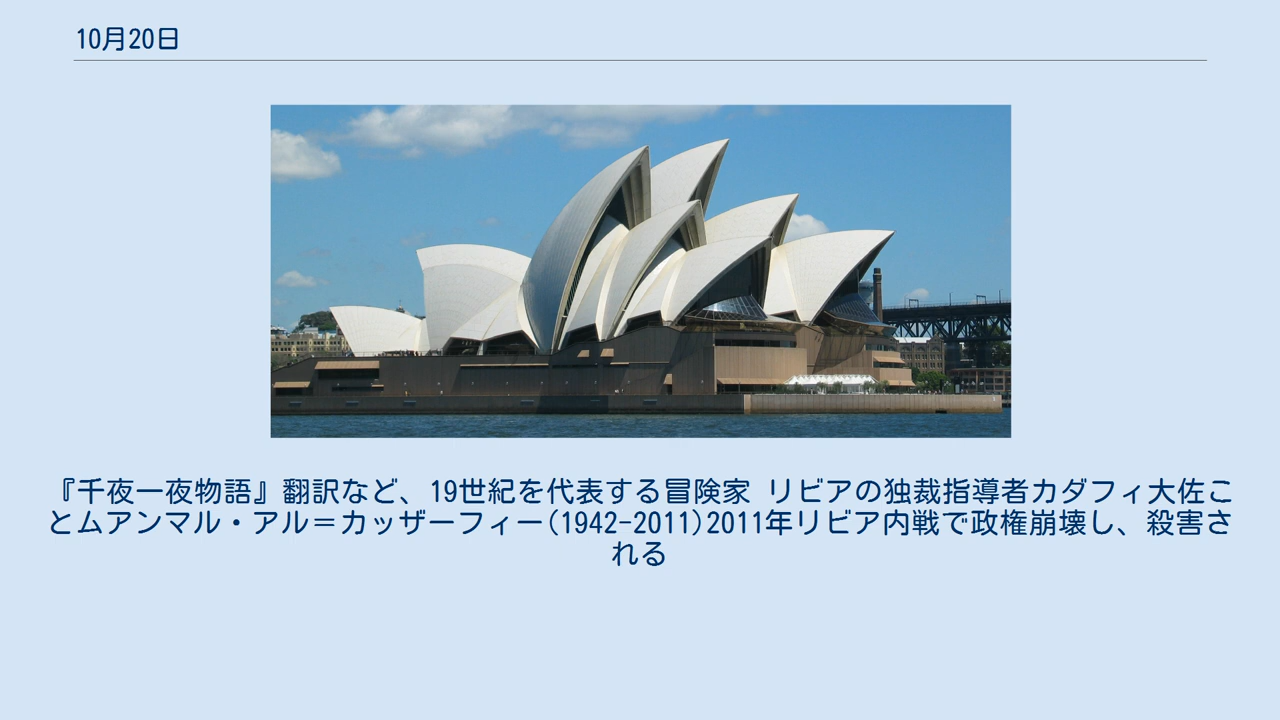 10月20日
『千夜一夜物語』翻訳など、19世紀を代表する冒険家 リビアの独裁指導者カダフィ大佐こ
とムアンマル・アル＝カッザーフィー(1942-2011)2011年リビア内戦で政権崩壊し、殺害さ
れる